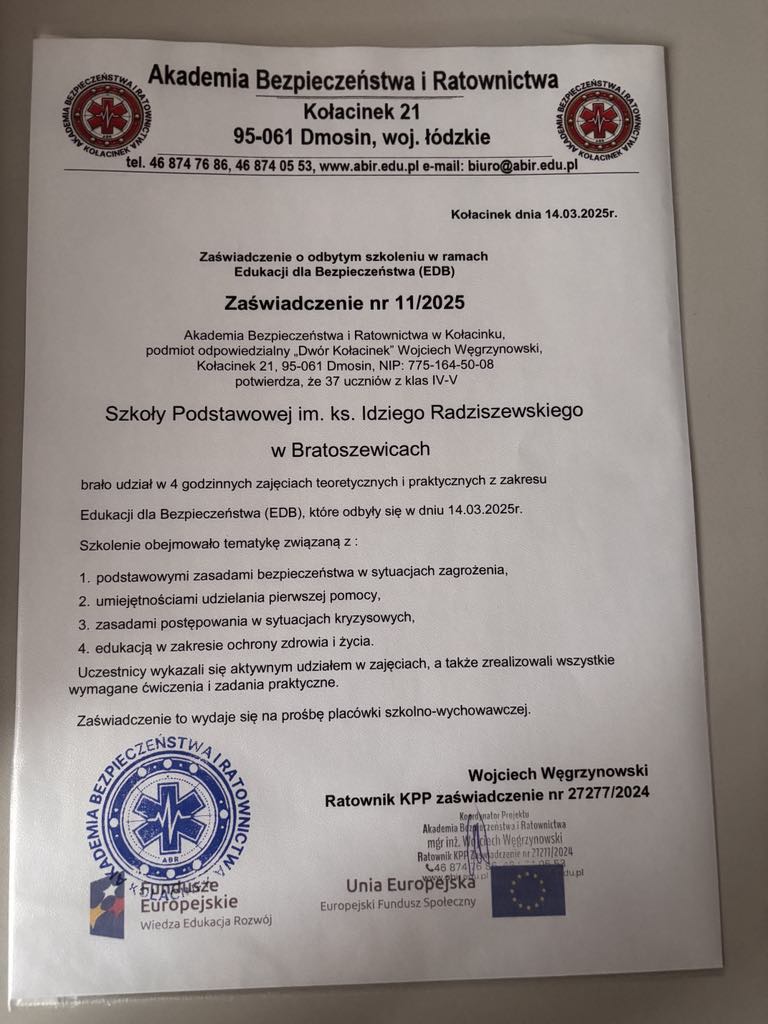 Akademia Bezpieczeństwa i Ratownictwa
Kołacinek 21
95-061 Dmosin, woj. łódzkie
tel. 46 874 76 86, 46 874 05 53, www.abir.edu.pl e-mail: biuro@abir.edu.pl
AKADEMIA BEZPIECZEŃSTWA I RATOWNICTWA
KOŁACINEK
ABR
AKADEMIA BEZPIECZEŃSTWA I RATOWNICTWA
KOŁACINEK
ABR
Kołacinek dnia 14.03.2025r.
Zaświadczenie o odbytym szkoleniu w ramach
Edukacji dla Bezpieczeństwa (EDB)
Zaświadczenie nr 11/2025
Akademia Bezpieczeństwa i Ratownictwa w Kołacinku,
podmiot odpowiedzialny „Dwór Kołacinek” Wojciech Węgrzynowski,
Kołacinek 21, 95-061 Dmosin, NIP: 775-164-50-08
potwierdza, że 37 uczniów z klas IV-V
Szkoły Podstawowej im. ks. Idziego Radziszewskiego
w Bratoszewicach
brało udział w 4 godzinnych zajęciach teoretycznych i praktycznych z zakresu
Edukacji dla Bezpieczeństwa (EDB), które odbyły się w dniu 14.03.2025r.
Szkolenie obejmowało tematykę związaną z :
1. podstawowymi zasadami bezpieczeństwa w sytuacjach zagrożenia,
2. umiejętnościami udzielania pierwszej pomocy,
3. zasadami postępowania w sytuacjach kryzysowych,
4. edukacją w zakresie ochrony zdrowia i życia.
Uczestnicy wykazali się aktywnym udziałem w zajęciach, a także zrealizowali wszystkie
wymagane ćwiczenia i zadania praktyczne.
Zaświadczenie to wydaje się na prośbę placówki szkolno-wychowawczej.
AKADEMIA BEZPIECZEŃSTWA I RATOWNICTWA
KOŁACINEK
ABR
Wojciech Węgrzynowski
Ratownik KPP zaświadczenie nr 27277/2024
Koordynator Projektu
Akademia Bezpieczeństwa i Ratownictwa
mgr inż. Wojciech Węgrzynowski
Ratownik KPP zaświadczenie nr
46 874 76
Fundusze
Europejskie
Wiedza Edukacja Rozwój
Unia Europejska
Europejski Fundusz Społeczny